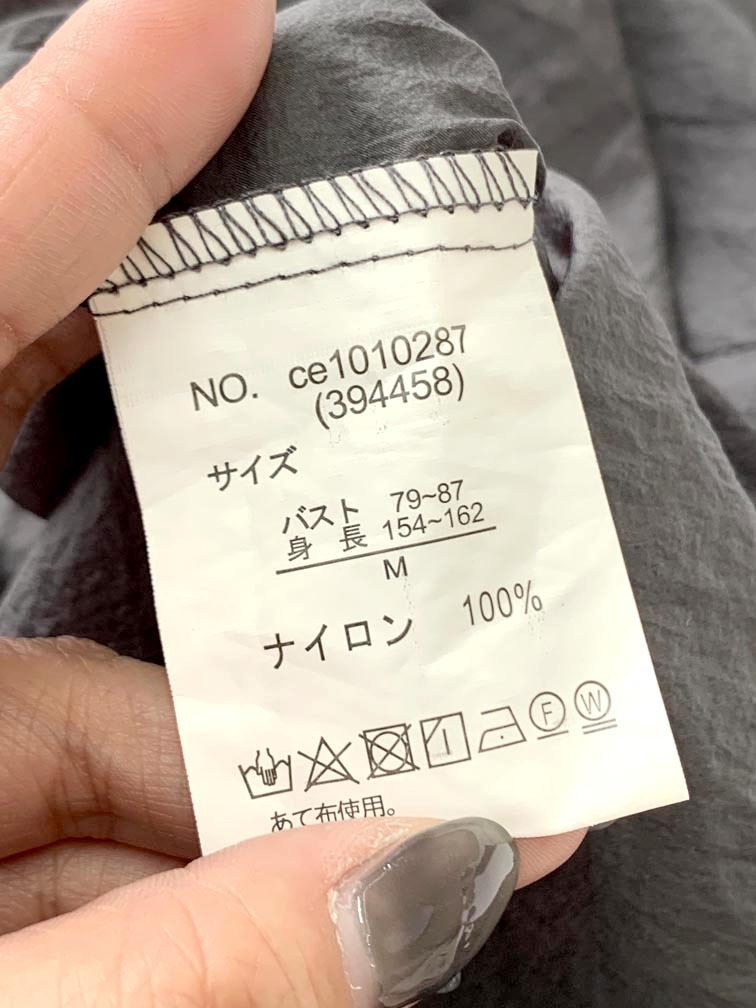 NO. ce1010287
(394458)
サイズ
バスト 79~87
身 長 154~162
M
ナイロン 100%
F W
あて布使用。